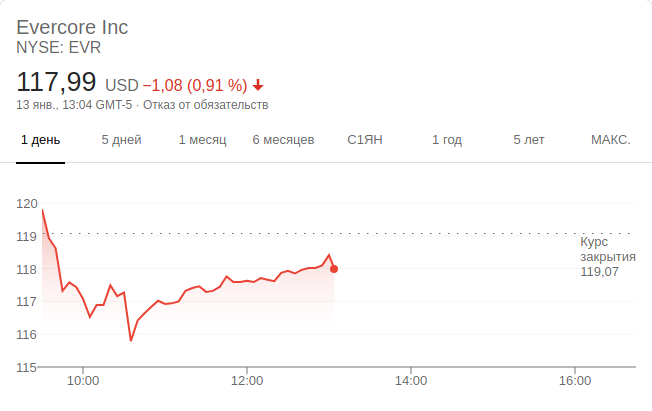 Evercore Inc
NYSE: EVR
117,99 USD −1,08 (0,91 %)
13 янв., 13:04 GMT-5 · Отказ от обязательств
1 день 5 дней 1 месяц 6 месяцев С1ЯН 1 год 5 лет МАКС.
120
119
Курс
закрытия
118
119,07
117
116
115
10:00 12:00 14:00 16:00